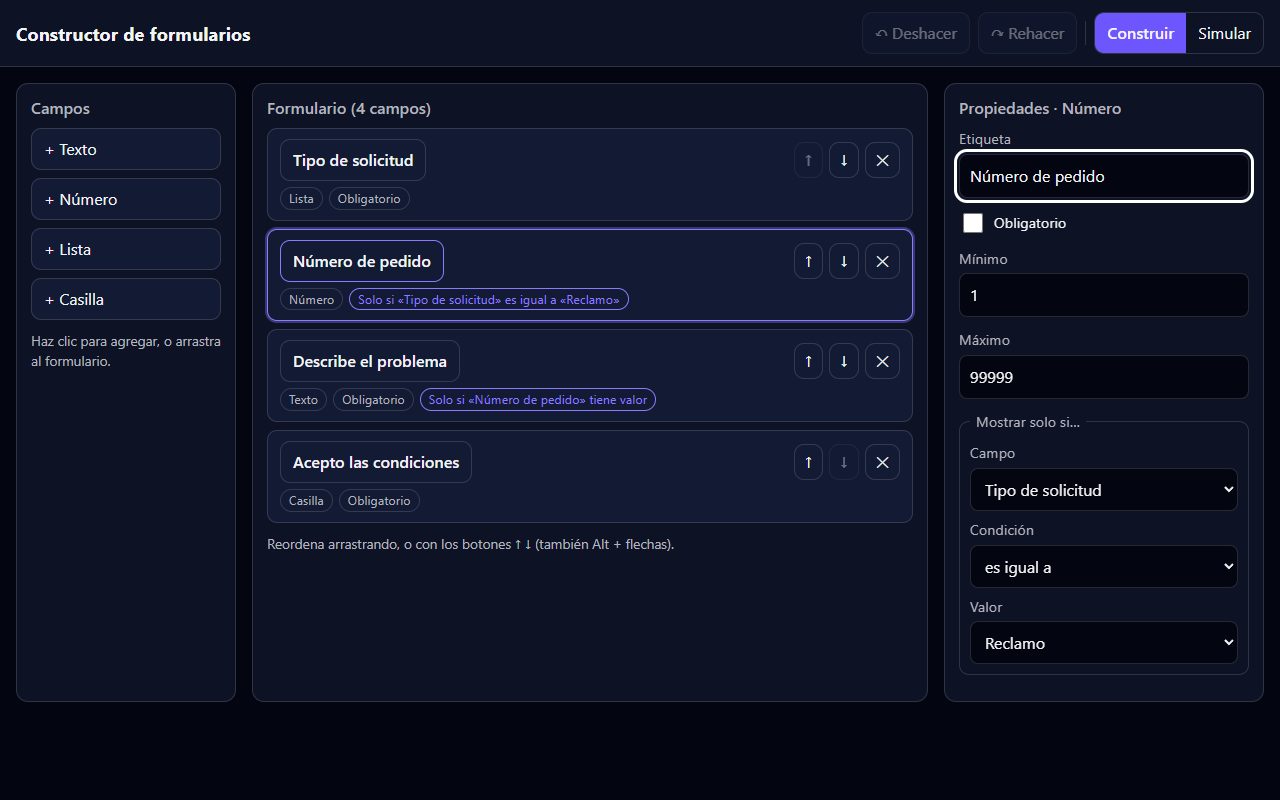 Constructor de formularios
↶ Deshacer
↷ Rehacer
Construir
Simular
Campos
+ Texto
+ Número
+ Lista
+ Casilla
Haz clic para agregar, o arrastra
al formulario.
Formulario (4 campos)
Tipo de solicitud
↑ ↓ ✕
Lista
Obligatorio
Número de pedido
↑ ↓ ✕
Número
Solo si «Tipo de solicitud» es igual a «Reclamo»
Describe el problema
↑ ↓ ✕
Texto
Obligatorio
Solo si «Número de pedido» tiene valor
Acepto las condiciones
↑ ↓ ✕
Casilla
Obligatorio
Reordena arrastrando, o con los botones ↑ ↓ (también Alt + flechas).
Propiedades · Número
Etiqueta
Número de pedido
Obligatorio
Mínimo
1
Máximo
99999
Mostrar solo si...
Campo
Tipo de solicitud
Condición
es igual a
Valor
Reclamo